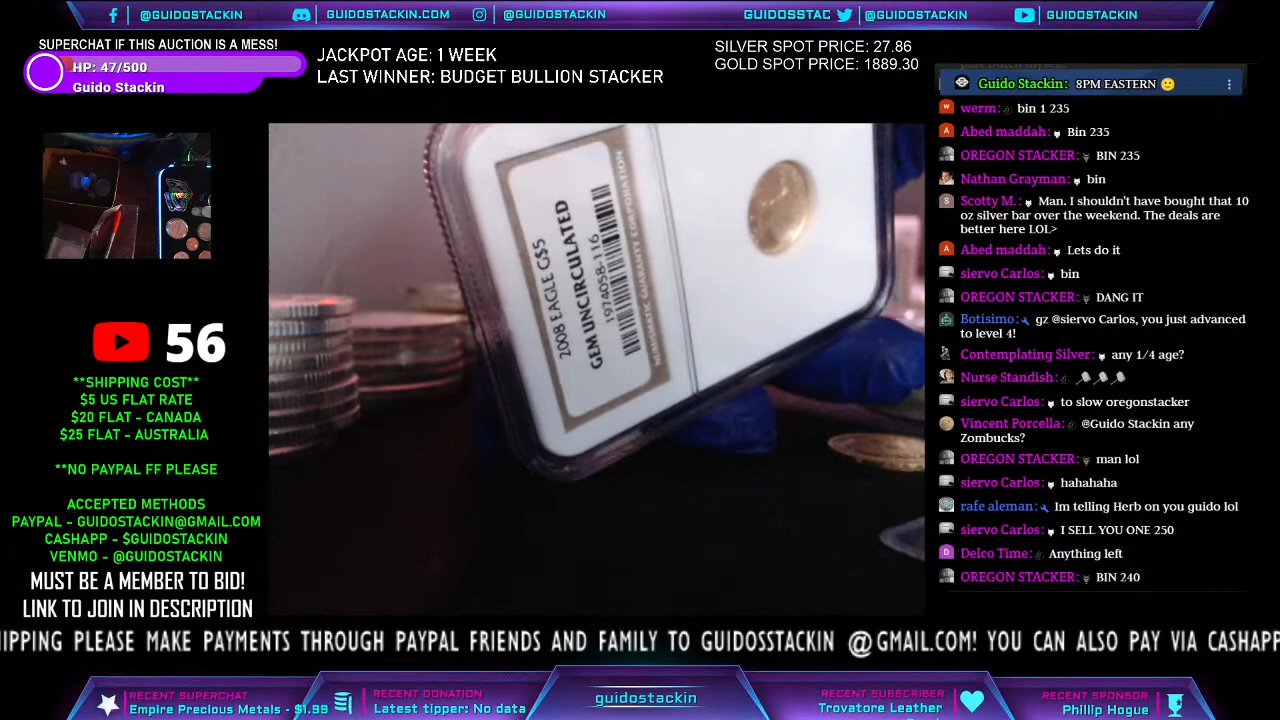 @GUIDOSTACKIN
GUIDOSTACKIN.COM
@GUIDOSTACKIN
GUIDOSSTAC
@GUIDOSTACKIN
GUIDOSTACKIN
SUPERCHAT IF THIS AUCTION IS A MESS!
HP: 47/500
Guido Stackin
JACKPOT AGE: 1 WEEK
LAST WINNER: BUDGET BULLION STACKER
SILVER SPOT PRICE: 27.86
GOLD SPOT PRICE: 1889.30
56
**SHIPPING COST**
$5 US FLAT RATE
$20 FLAT - CANADA
$25 FLAT - AUSTRALIA
**NO PAYPAL FF PLEASE
ACCEPTED METHODS
PAYPAL - GUIDOSTACKIN@GMAIL.COM
CASHAPP - $GUIDOSTACKIN
VENMO - @GUIDOSTACKIN
MUST BE A MEMBER TO BID!
LINK TO JOIN IN DESCRIPTION
2008 EAGLE G$5
GEM UNCIRCULATED
1974058-116
NUMISMATIC GUARANTY CORPORATION
Guido Stackin: 8PM EASTERN 🙂
werm: bin 1 235
Abed maddah: Bin 235
OREGON STACKER: BIN 235
Nathan Grayman: bin
Scotty M.: Man. I shouldn't have bought that 10
oz silver bar over the weekend. The deals are
better here LOL>
Abed maddah: Lets do it
siervo Carlos: bin
OREGON STACKER: DANG IT
Botisimo: gz @siervo Carlos, you just advanced
to level 4!
Contemplating Silver: any 1/4 age?
Nurse Standish:
siervo Carlos: to slow oregonstacker
Vincent Porcella: @Guido Stackin any
Zombucks?
OREGON STACKER: man lol
siervo Carlos: hahahaha
rafe aleman: Im telling Herb on you guido lol
siervo Carlos: I SELL YOU ONE 250
Delco Time: Anything left
OREGON STACKER: BIN 240
HIPPING PLEASE MAKE PAYMENTS THROUGH PAYPAL FRIENDS AND FAMILY TO GUIDOSSTACKIN @GMAIL.COM! YOU CAN ALSO PAY VIA CASHAPP
RECENT SUPERCHAT
Empire Precious Metals - $1.99
RECENT DONATION
Latest tipper: No data
guidostackin
RECENT SUBSCRIBER
Trovatore Leather
RECENT SPONSOR
Phillip Hogue